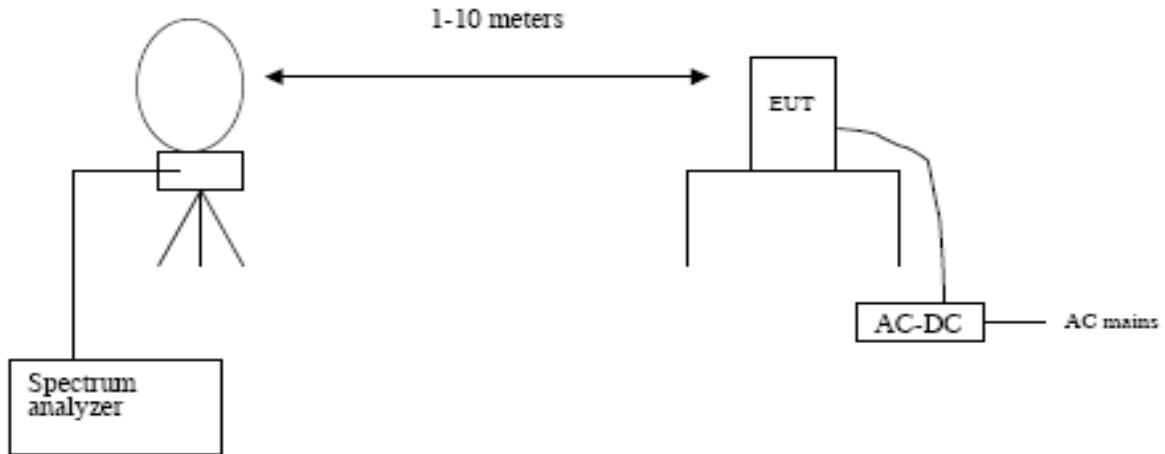 1-10 meters
EUT
AC-DC
AC mains
Spectrum
analyzer